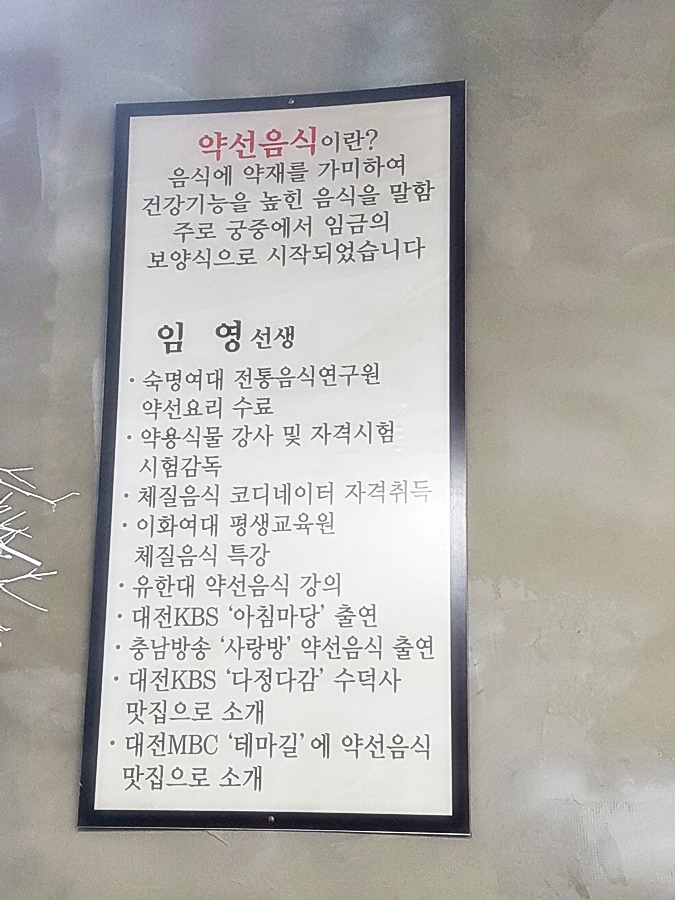 약선음식이란?
음식에 약재를 가미하여
건강기능을 높힌 음식을 말함
주로 궁중에서 임금의
보양식으로 시작되었습니다
임 영 선생
· 숙명여대 전통음식연구원
약선요리 수료
· 약용식물 강사 및 자격시험
시험감독
· 체질음식 코디네이터 자격취득
· 이화여대 평생교육원
체질음식 특강
· 유한대 약선음식 강의
· 대전KBS ‘아침마당’ 출연
· 충남방송 ‘사랑방’ 약선음식 출연
· 대전KBS ‘다정다감’ 수덕사
맛집으로 소개
· 대전MBC ‘테마길’에 약선음식
맛집으로 소개